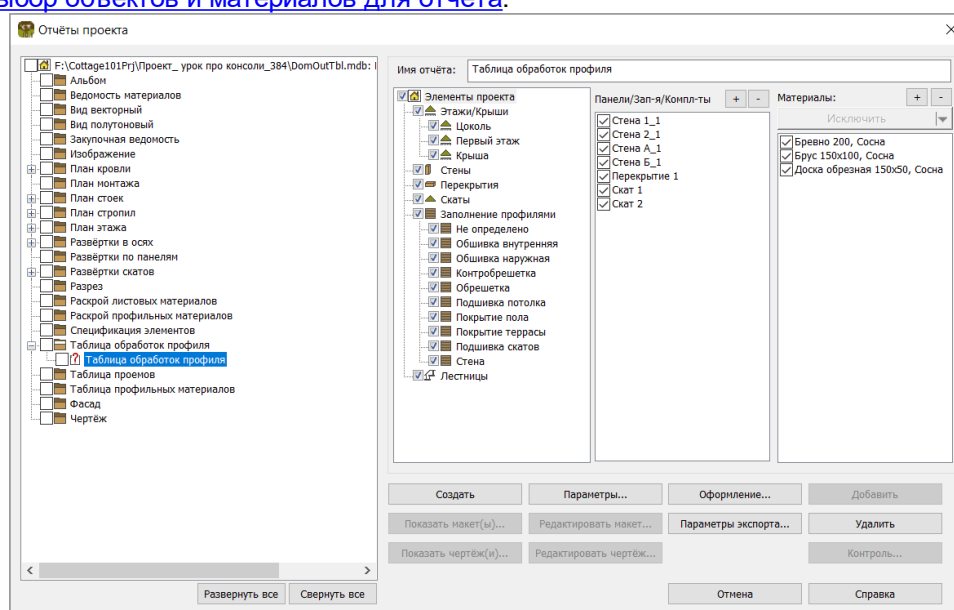 ыбор объектов и материалов для отчета.
Отчёты проекта
F:\Cottage101Prj\Проект_ урок про консоли_384\DomOutTbl.mdb:
Альбом
Ведомость материалов
Вид векторный
Вид полутоновый
Закупочная ведомость
Изображение
План кровли
План монтажа
План стоек
План стропил
План этажа
Развёртки в осях
Развёртки по панелям
Развёртки скатов
Разрез
Раскрой листовых материалов
Раскрой профильных материалов
Спецификация элементов
Таблица обработок профиля
Таблица обработок профиля
Таблица проемов
Таблица профильных материалов
Фасад
Чертёж
Развернуть все
Свернуть все
Имя отчёта:
Таблица обработок профиля
Элементы проекта
Этажи/Крыши
Цоколь
Первый этаж
Крыша
Стены
Перекрытия
Скаты
Заполнение профилями
Не определено
Обшивка внутренняя
Обшивка наружная
Контробрешетка
Обрешетка
Подшивка потолка
Покрытие пола
Покрытие террасы
Подшивка скатов
Стена
Лестницы
Панели/Зап-я/Компл-ты + -
Стена 1_1
Стена 2_1
Стена А_1
Стена Б_1
Перекрытие 1
Скат 1
Скат 2
Материалы: + -
Исключить
Бревно 200, Сосна
Брус 150x100, Сосна
Доска обрезная 150x50, Сосна
Создать
Параметры...
Оформление...
Добавить
Показать макет(ы)...
Редактировать макет...
Параметры экспорта...
Удалить
Показать чертёж(и)...
Редактировать чертёж...
Контроль...
Отмена
Справка